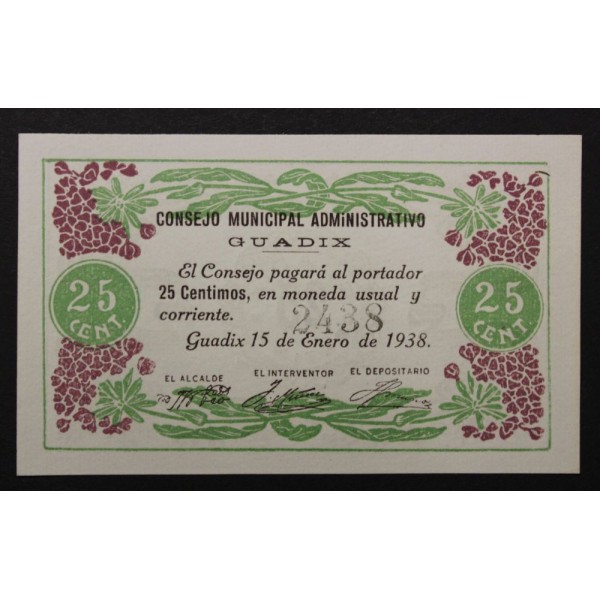 CONSEJO MUNICIPAL ADMiNISTRATIVO
GUADIX
El Consejo pagará al portador
25 Centimos, en moneda usual y
corriente. 2438
Guadix 15 de Enero de 1938.
25 CENT.
25 CENT.
EL ALCALDE EL INTERVENTOR EL DEPOSITARIO